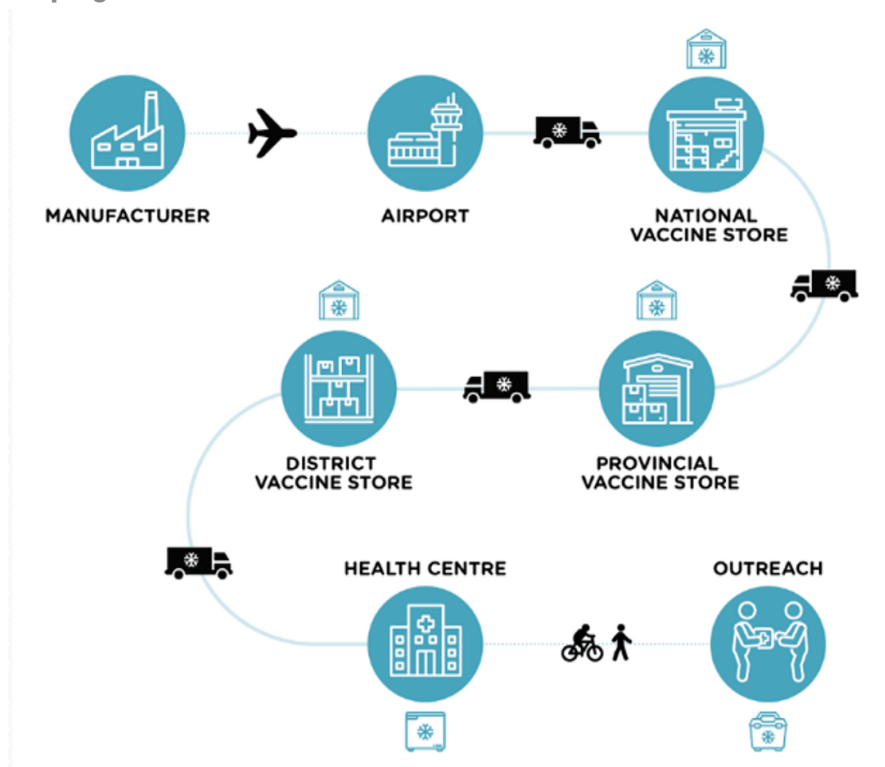 MANUFACTURER
AIRPORT
NATIONAL
VACCINE STORE
DISTRICT
VACCINE STORE
PROVINCIAL
VACCINE STORE
HEALTH CENTRE
OUTREACH